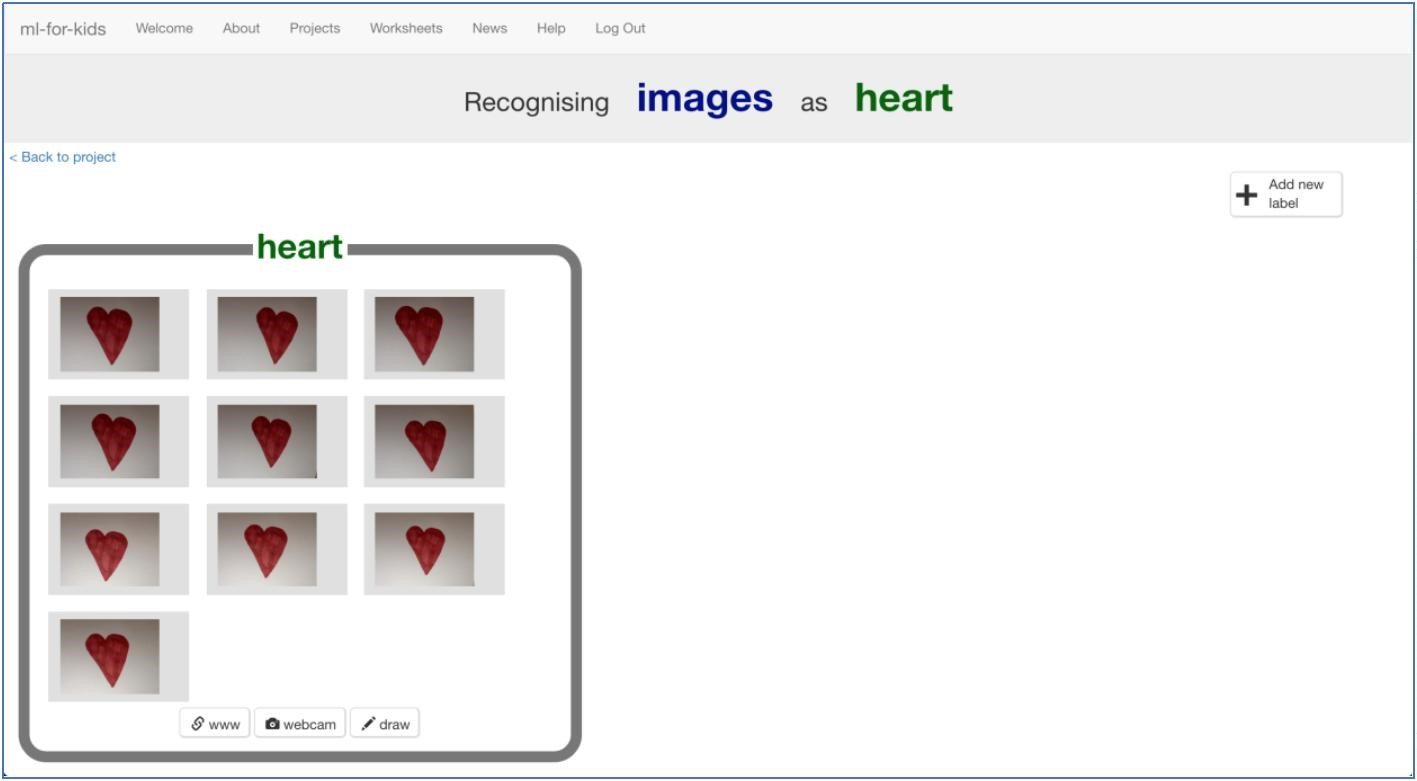 ml-for-kids Welcome About Projects Worksheets News Help Log Out
Recognising images as heart
< Back to project
Add new
label
heart
www webcam draw